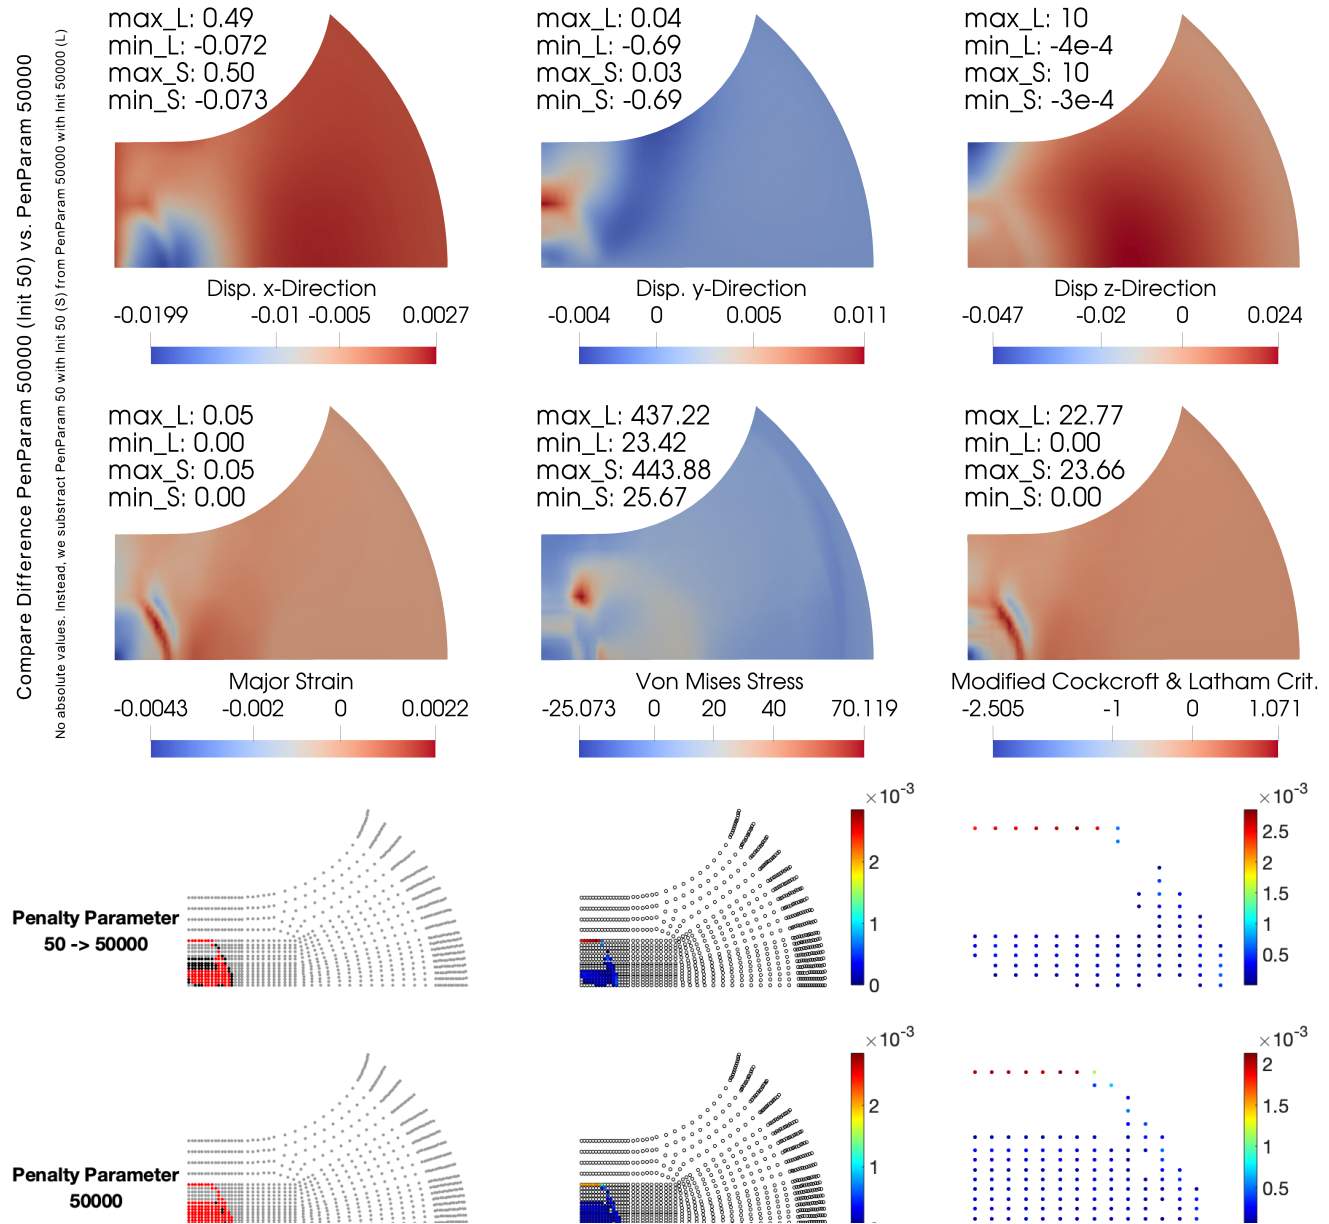 Compare Difference PenParam 50000 (Init 50) vs. PenParam 50000
No absolute values. Instead, we substract PenParam 50 with Init 50 (S) from PenParam 50000 with Init 50000 (L)
max_L: 0.49
min_L: -0.072
max_S: 0.50
min_S: -0.073
Disp. x-Direction
-0.0199 -0.01 -0.005 0.0027
max_L: 0.04
min_L: -0.69
max_S: 0.03
min_S: -0.69
Disp. y-Direction
-0.004 0 0.005 0.011
max_L: 10
min_L: -4e-4
max_S: 10
min_S: -3e-4
Disp z-Direction
-0.047 -0.02 0 0.024
max_L: 0.05
min_L: 0.00
max_S: 0.05
min_S: 0.00
Major Strain
-0.0043 -0.002 0 0.0022
max_L: 437.22
min_L: 23.42
max_S: 443.88
min_S: 25.67
Von Mises Stress
-25.073 0 20 40 70.119
max_L: 22.77
min_L: 0.00
max_S: 23.66
min_S: 0.00
Modified Cockcroft & Latham Crit.
-2.505 -1 0 1.071
Penalty Parameter
50 -> 50000
×10-3
2
1
0
×10-3
2.5
2
1.5
1
0.5
Penalty Parameter
50000
×10-3
2
1
×10-3
2
1.5
1
0.5